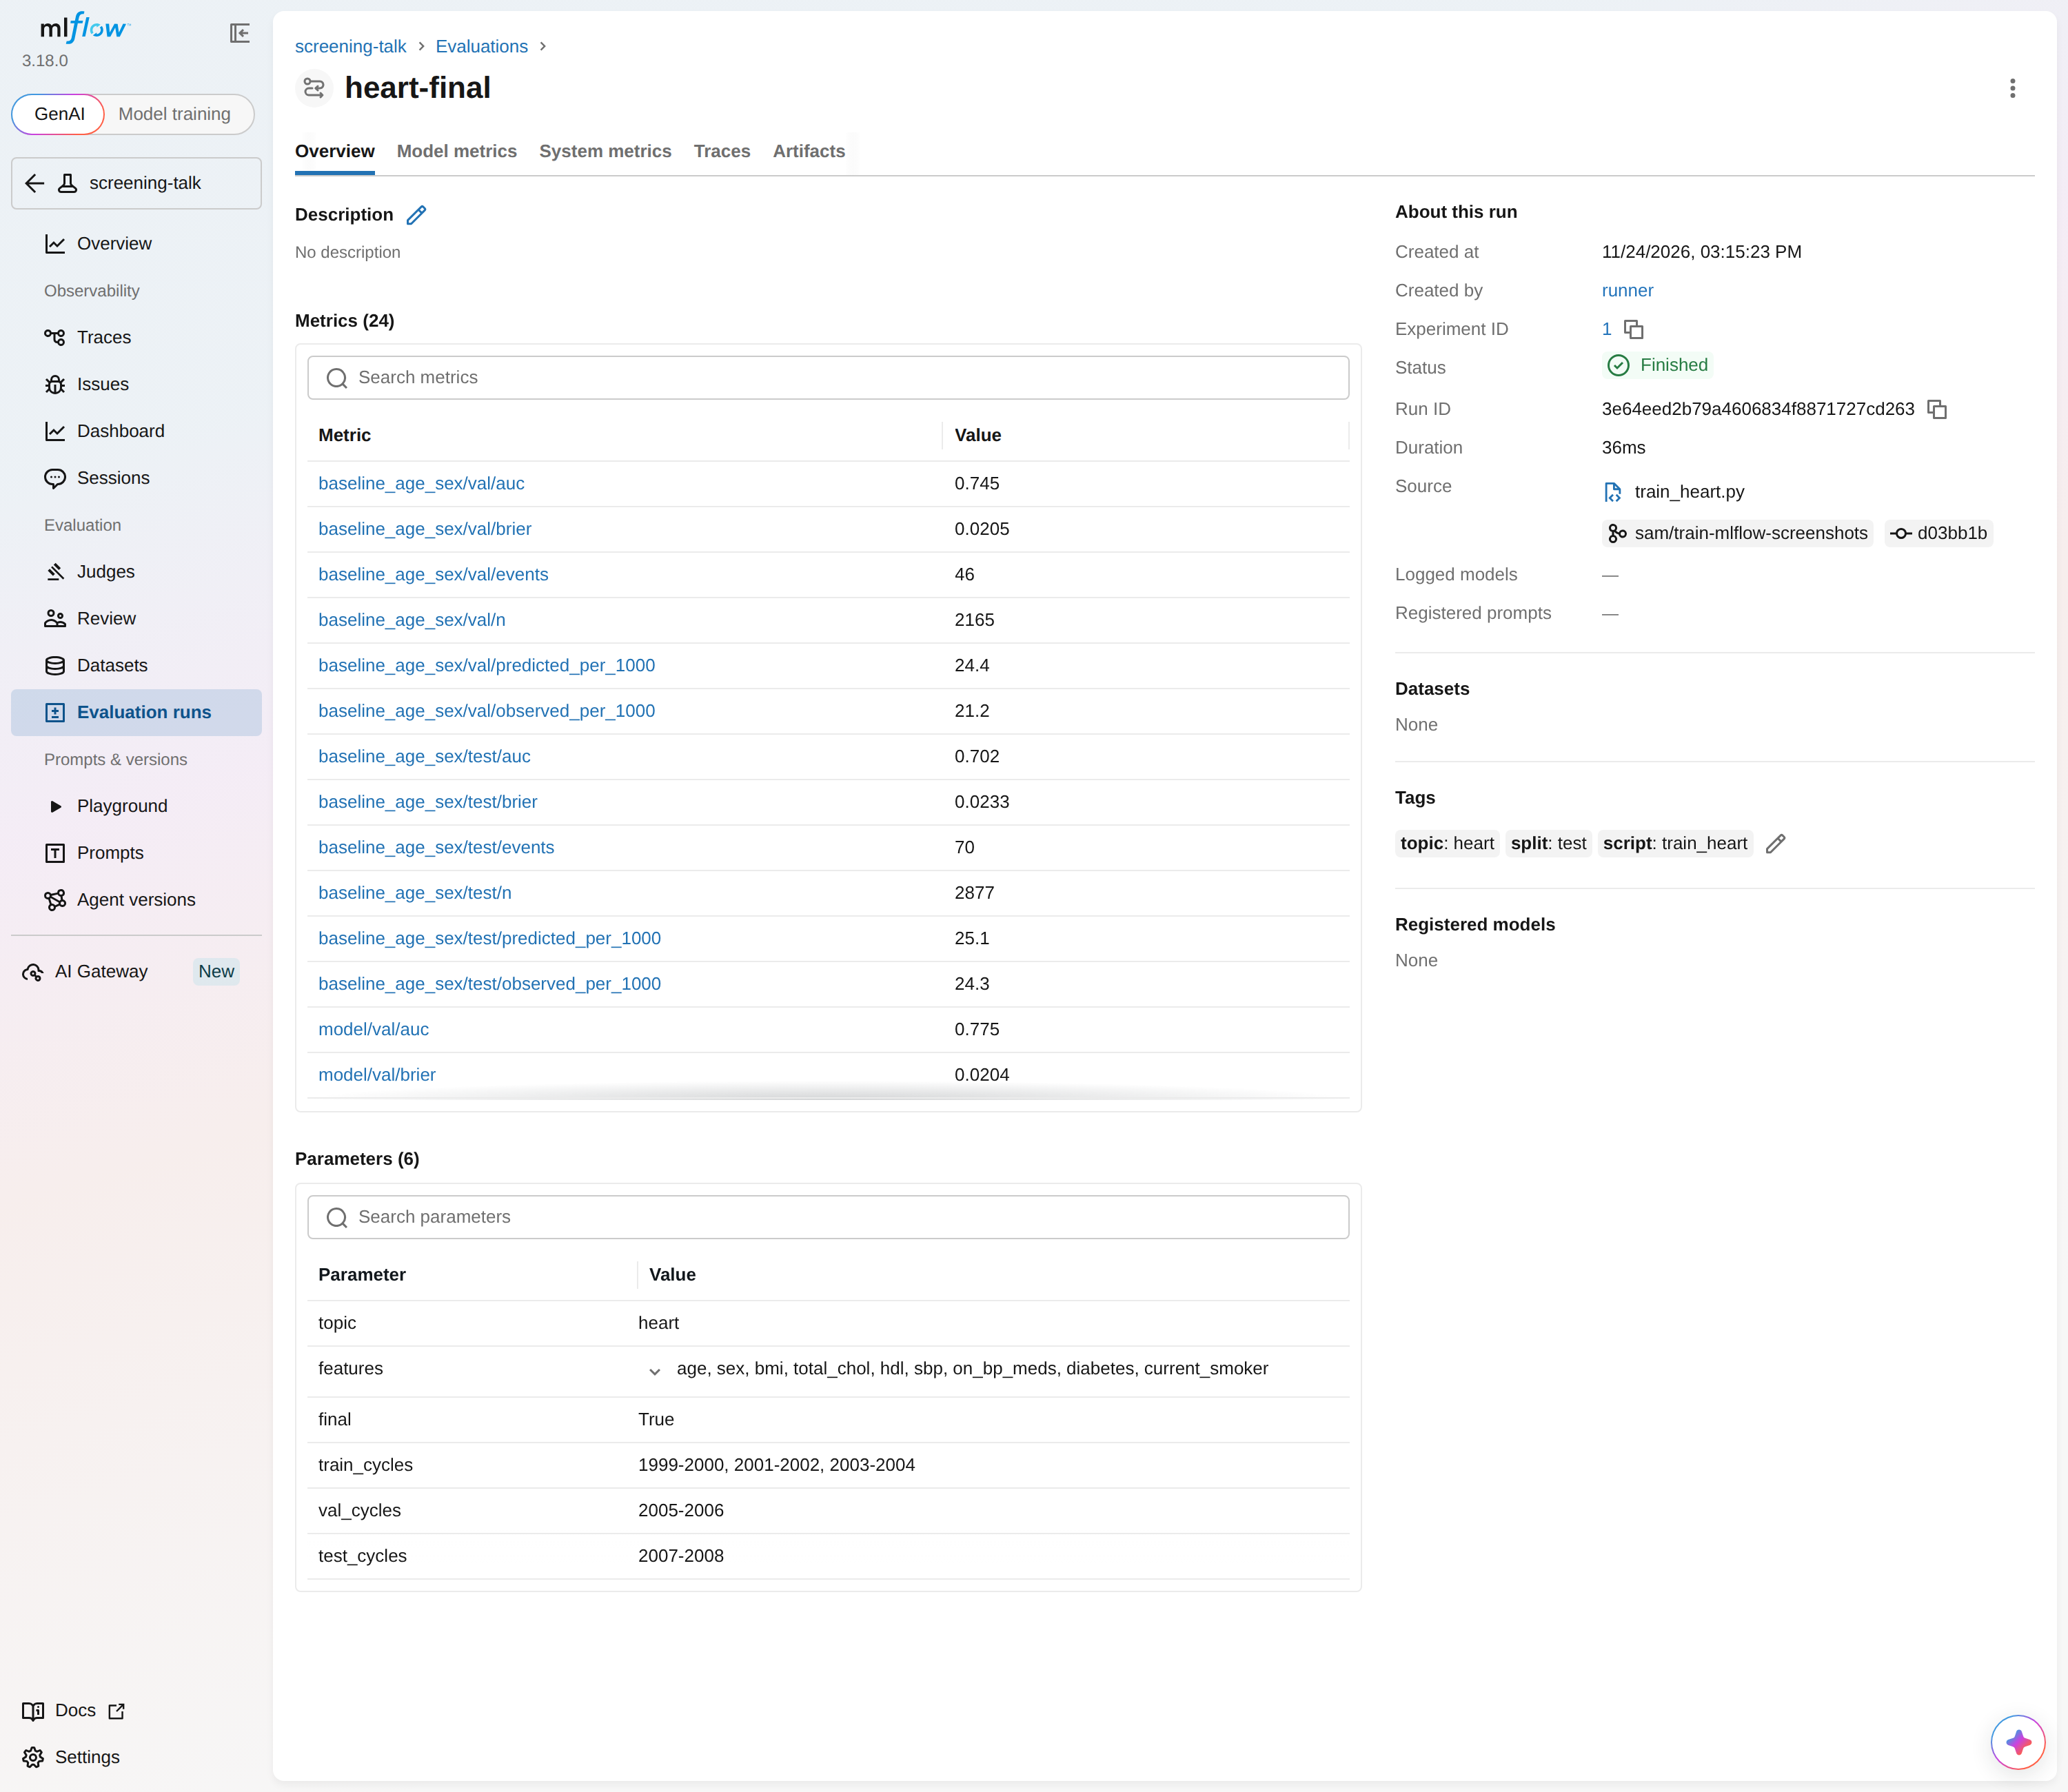 mlflow
3.18.0
GenAI
Model training
screening-talk
Overview
Observability
Traces
Issues
Dashboard
Sessions
Evaluation
Judges
Review
Datasets
Evaluation runs
Prompts & versions
Playground
Prompts
Agent versions
AI Gateway New
Docs
Settings
screening-talk > Evaluations >
heart-final
Overview Model metrics System metrics Traces Artifacts
Description
No description
Metrics (24)
Search metrics
Metric Value
baseline_age_sex/val/auc 0.745
baseline_age_sex/val/brier 0.0205
baseline_age_sex/val/events 46
baseline_age_sex/val/n 2165
baseline_age_sex/val/predicted_per_1000 24.4
baseline_age_sex/val/observed_per_1000 21.2
baseline_age_sex/test/auc 0.702
baseline_age_sex/test/brier 0.0233
baseline_age_sex/test/events 70
baseline_age_sex/test/n 2877
baseline_age_sex/test/predicted_per_1000 25.1
baseline_age_sex/test/observed_per_1000 24.3
model/val/auc 0.775
model/val/brier 0.0204
Parameters (6)
Search parameters
Parameter Value
topic heart
features age, sex, bmi, total_chol, hdl, sbp, on_bp_meds, diabetes, current_smoker
final True
train_cycles 1999-2000, 2001-2002, 2003-2004
val_cycles 2005-2006
test_cycles 2007-2008
About this run
Created at 11/24/2026, 03:15:23 PM
Created by runner
Experiment ID 1
Status Finished
Run ID 3e64eed2b79a4606834f8871727cd263
Duration 36ms
Source train_heart.py
sam/train-mlflow-screenshots d03bb1b
Logged models —
Registered prompts —
Datasets
None
Tags
topic: heart split: test script: train_heart
Registered models
None